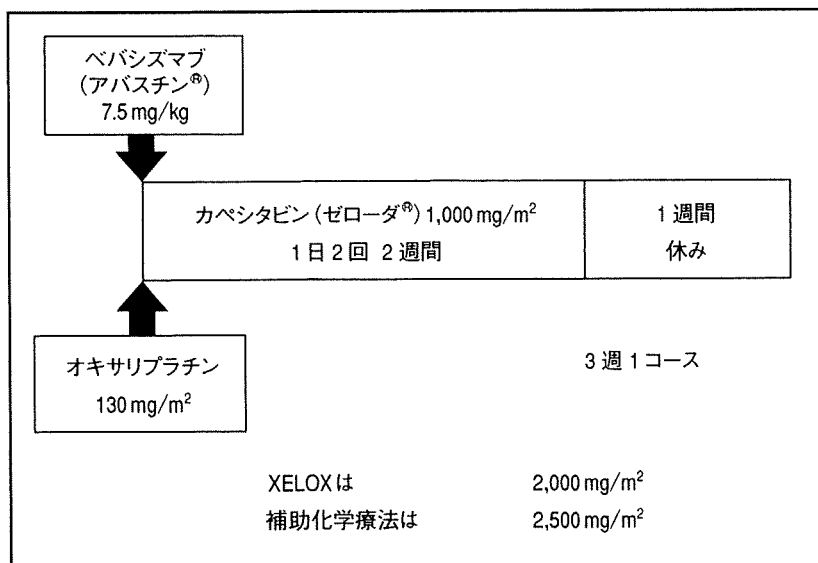 ベバシズマブ
(アバスチン®)
7.5 mg/kg
カペシタビン(ゼローダ®)1,000 mg/m²
1日2回 2週間
1週間
休み
オキサリプラチン
130 mg/m²
3週1コース
XELOXは 2,000 mg/m²
補助化学療法は 2,500 mg/m²